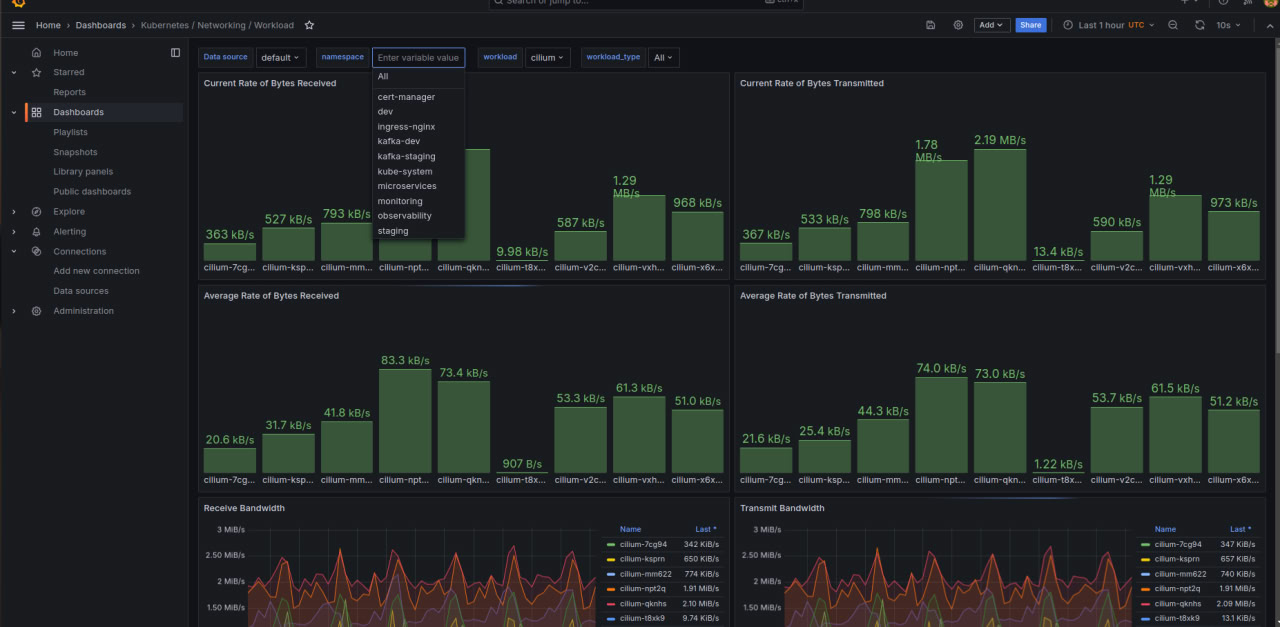 Search or jump to...
ctrl+k
Home > Dashboards > Kubernetes / Networking / Workload
Add
Share
Last 1 hour UTC
10s
Home
Starred
Reports
Dashboards
Playlists
Snapshots
Library panels
Public dashboards
Explore
Alerting
Connections
Add new connection
Data sources
Administration
Data source default namespace Enter variable value workload cilium workload_type All
All
cert-manager
dev
ingress-nginx
kafka-dev
kafka-staging
kube-system
microservices
monitoring
observability
staging
Current Rate of Bytes Received
363 kB/s 527 kB/s 793 kB/s 9.98 kB/s 587 kB/s 1.29 MB/s 968 kB/s
cilium-7cg... cilium-ksp... cilium-mm... cilium-npt... cilium-qkn... cilium-t8x... cilium-v2c... cilium-vxh... cilium-x6x...
Current Rate of Bytes Transmitted
367 kB/s 533 kB/s 798 kB/s 1.78 MB/s 2.19 MB/s 13.4 kB/s 590 kB/s 1.29 MB/s 973 kB/s
cilium-7cg... cilium-ksp... cilium-mm... cilium-npt... cilium-qkn... cilium-t8x... cilium-v2c... cilium-vxh... cilium-x6x...
Average Rate of Bytes Received
20.6 kB/s 31.7 kB/s 41.8 kB/s 83.3 kB/s 73.4 kB/s 907 B/s 53.3 kB/s 61.3 kB/s 51.0 kB/s
cilium-7cg... cilium-ksp... cilium-mm... cilium-npt... cilium-qkn... cilium-t8x... cilium-v2c... cilium-vxh... cilium-x6x...
Average Rate of Bytes Transmitted
21.6 kB/s 25.4 kB/s 44.3 kB/s 74.0 kB/s 73.0 kB/s 1.22 kB/s 53.7 kB/s 61.5 kB/s 51.2 kB/s
cilium-7cg... cilium-ksp... cilium-mm... cilium-npt... cilium-qkn... cilium-t8x... cilium-v2c... cilium-vxh... cilium-x6x...
Receive Bandwidth
3 MiB/s
2.50 MiB/s
2 MiB/s
1.50 MiB/s
Name Last *
cilium-7cg94 342 KiB/s
cilium-ksprn 650 KiB/s
cilium-mm622 774 KiB/s
cilium-npt2q 1.91 MiB/s
cilium-qknhs 2.10 MiB/s
cilium-t8xk9 9.74 KiB/s
Transmit Bandwidth
3 MiB/s
2.50 MiB/s
2 MiB/s
1.50 MiB/s
Name Last *
cilium-7cg94 347 KiB/s
cilium-ksprn 657 KiB/s
cilium-mm622 740 KiB/s
cilium-npt2q 1.91 MiB/s
cilium-qknhs 2.09 MiB/s
cilium-t8xk9 13.1 KiB/s